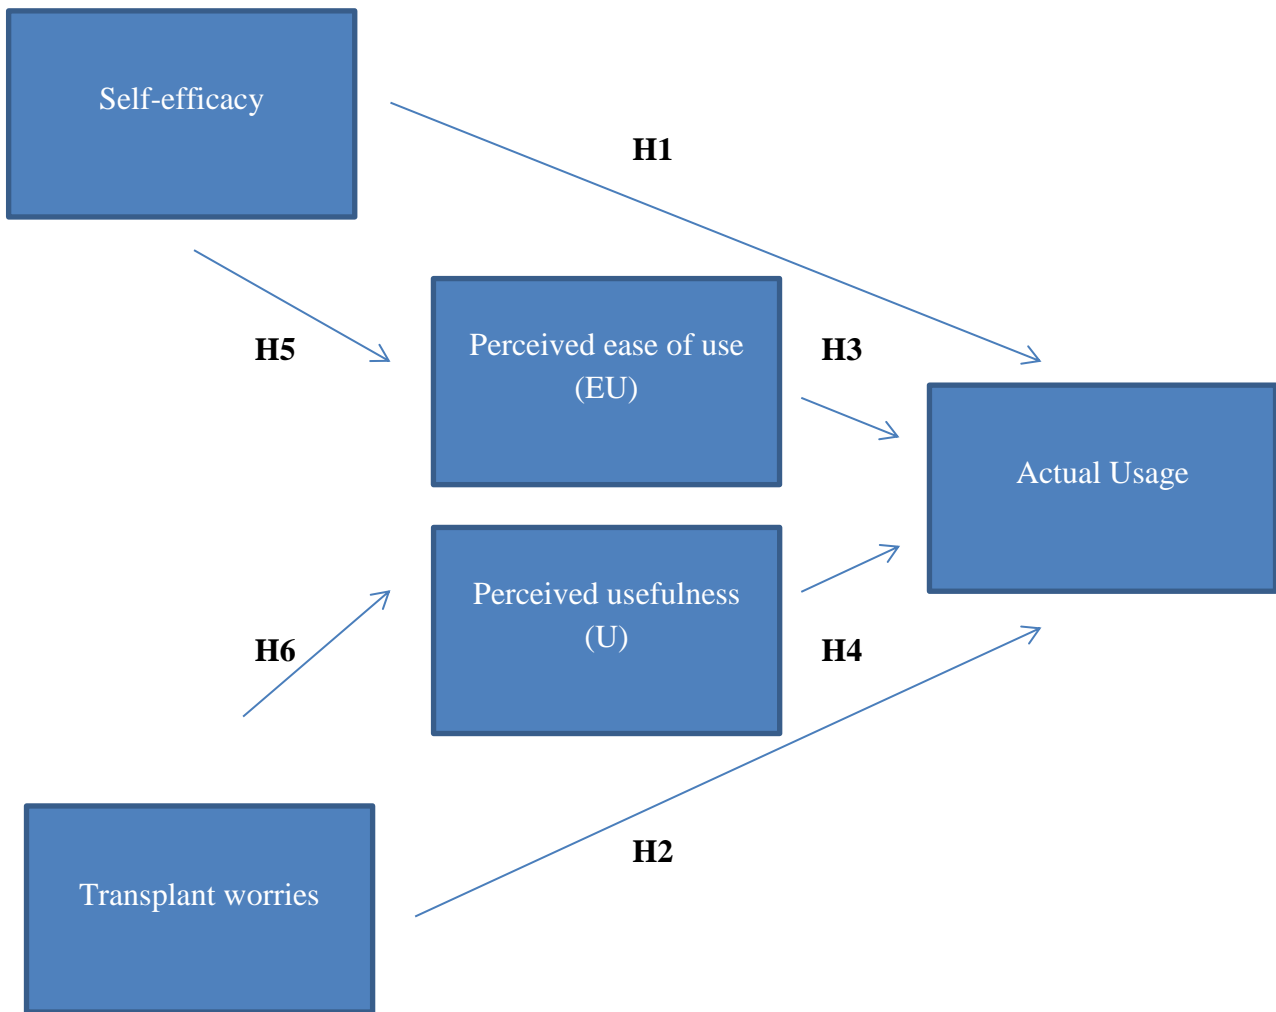 Self-efficacy
H1
H5
Perceived ease of use
(EU)
H3
Actual Usage
Perceived usefulness
(U)
H6
H4
H2
Transplant worries